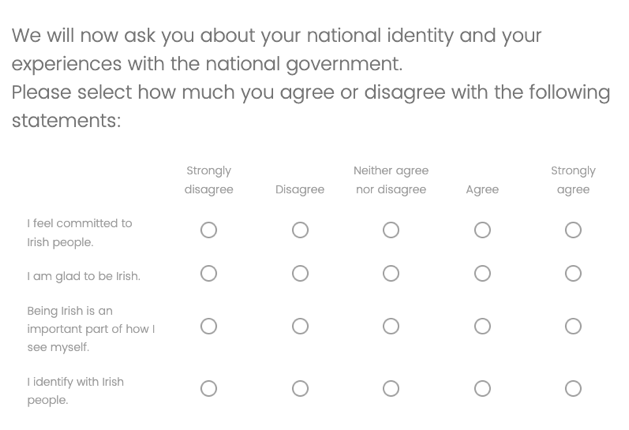 We will now ask you about your national identity and your
experiences with the national government.
Please select how much you agree or disagree with the following
statements:
Strongly
disagree
Disagree
Neither agree
nor disagree
Agree
Strongly
agree
I feel committed to
Irish people.
I am glad to be Irish.
Being Irish is an
important part of how I
see myself.
I identify with Irish
people.